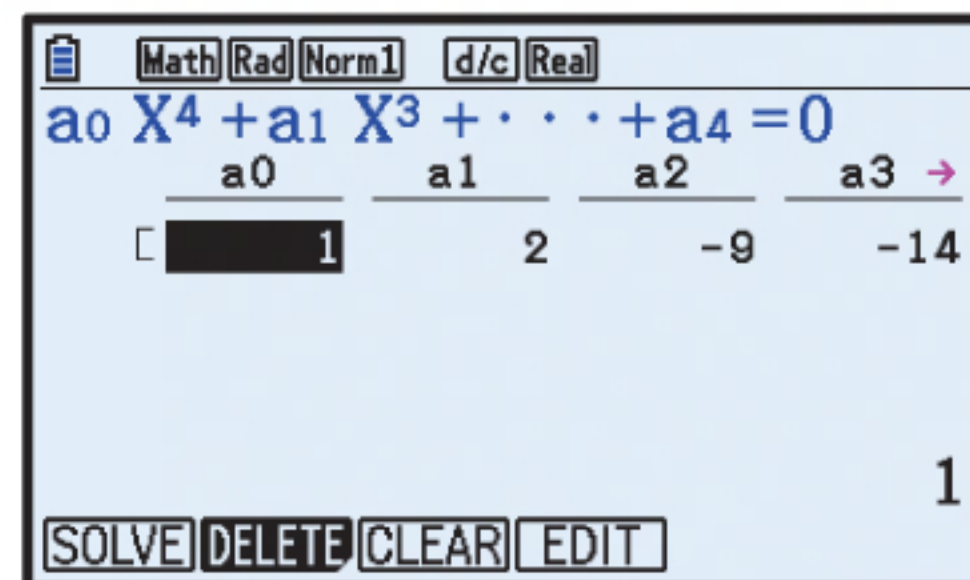 Math Rad Norm1 d/c Real
a0 X⁴ +a1 X³ +···+a4 =0
a0 a1 a2 a3 →
[ 1 2 -9 -14
1
SOLVE DELETE CLEAR EDIT